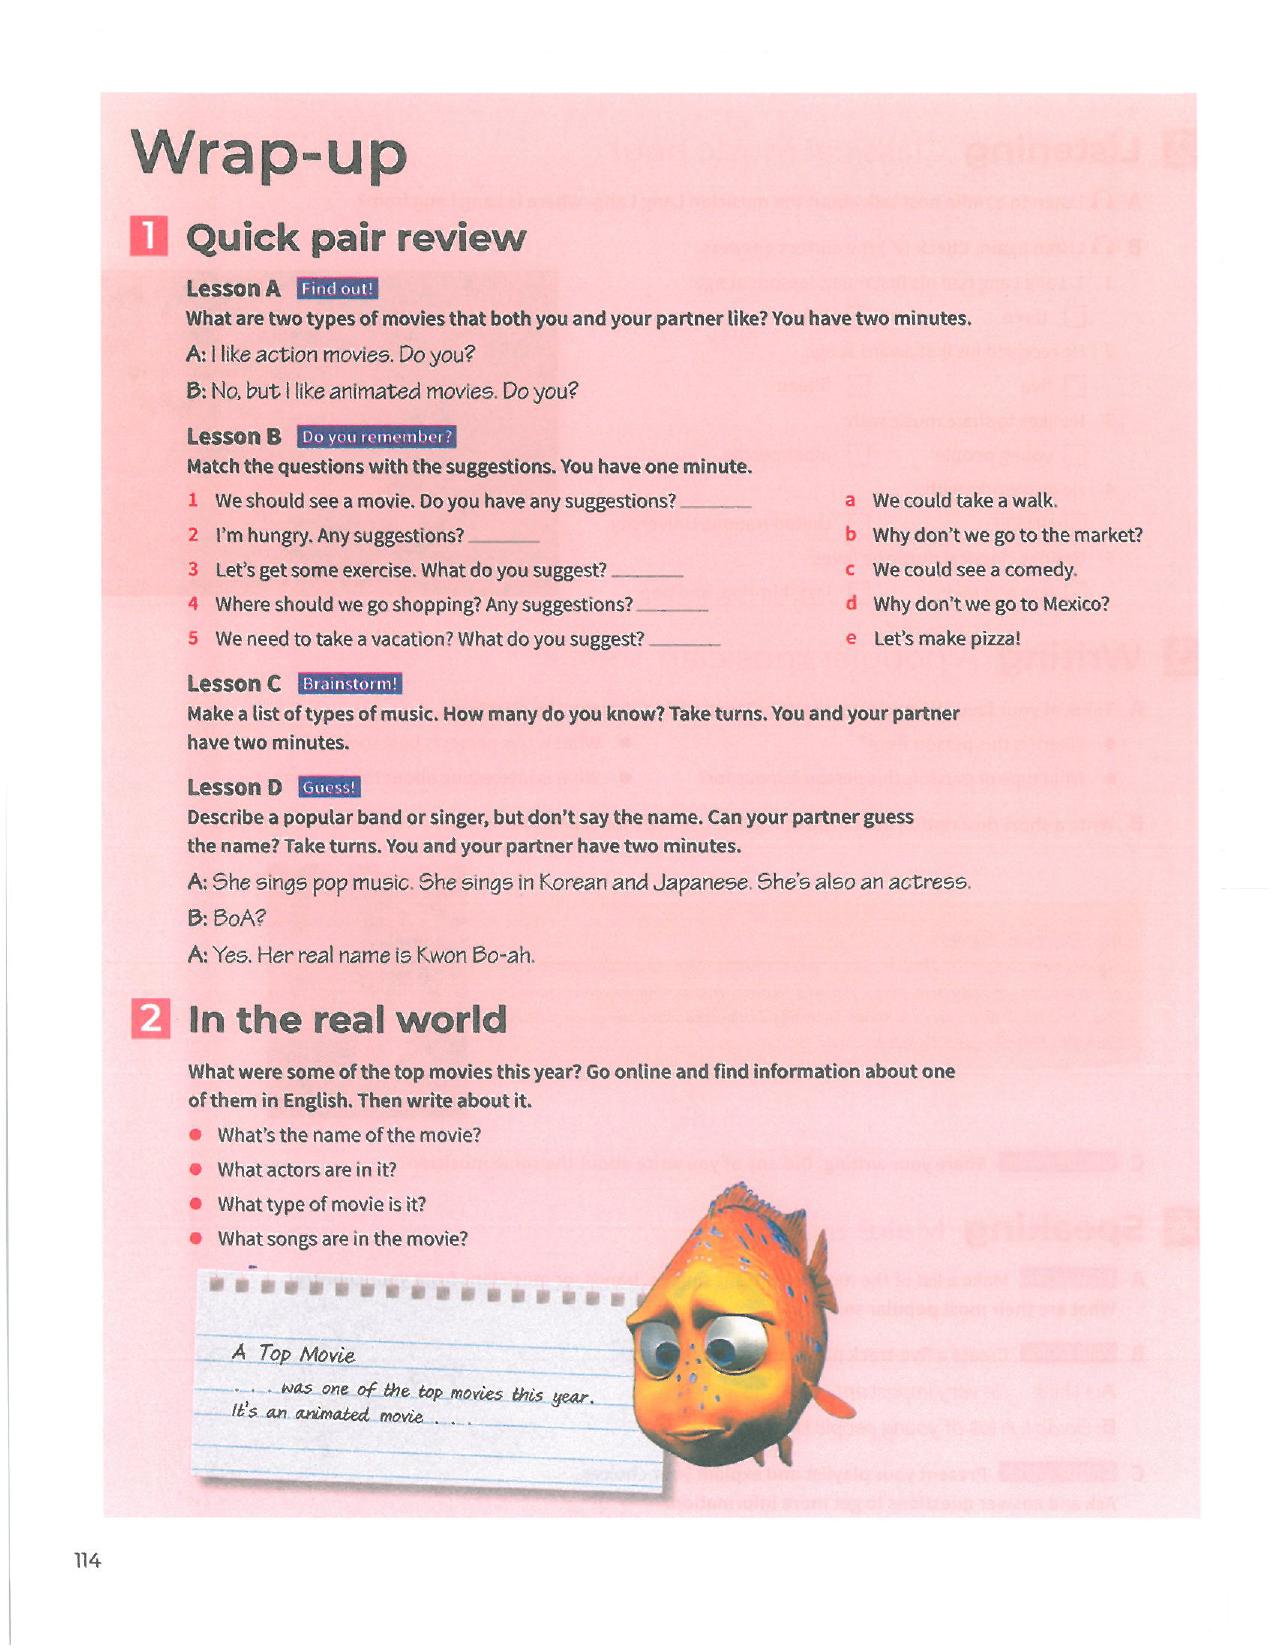 Wrap-up
1 Quick pair review
Lesson A Find out!
What are two types of movies that both you and your partner like? You have two minutes.
A: I like action movies. Do you?
B: No, but I like animated movies. Do you?
Lesson B Do you remember?
Match the questions with the suggestions. You have one minute.
1 We should see a movie. Do you have any suggestions? ______ a We could take a walk.
2 I'm hungry. Any suggestions? ______ b Why don't we go to the market?
3 Let's get some exercise. What do you suggest? ______ c We could see a comedy.
4 Where should we go shopping? Any suggestions? ______ d Why don't we go to Mexico?
5 We need to take a vacation? What do you suggest? ______ e Let's make pizza!
Lesson C Brainstorm!
Make a list of types of music. How many do you know? Take turns. You and your partner
have two minutes.
Lesson D Guess!
Describe a popular band or singer, but don't say the name. Can your partner guess
the name? Take turns. You and your partner have two minutes.
A: She sings pop music. She sings in Korean and Japanese. She's also an actress.
B: BoA?
A: Yes. Her real name is Kwon Bo-ah.
2 In the real world
What were some of the top movies this year? Go online and find information about one
of them in English. Then write about it.
• What's the name of the movie?
• What actors are in it?
• What type of movie is it?
• What songs are in the movie?
A Top Movie
. . . was one of the top movies this year.
It's an animated movie . . .
114